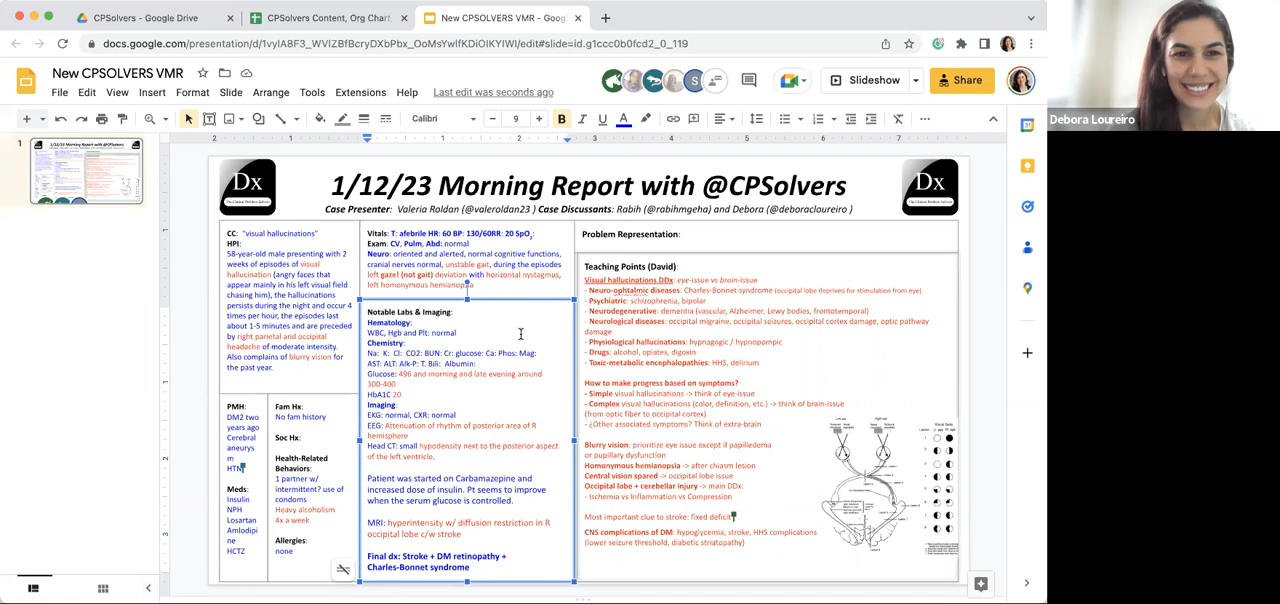 CPSolvers - Google Drive
CPSolvers Content, Org Chart,
New CPSOLVERS VMR - Goog
docs.google.com/presentation/d/1vyIA8F3_WVIZBfBcryDXbPbx_OoMsYwlfKDiOIKYIWI/edit#slide=id.g1ccc0b0fcd2_0_119
New CPSOLVERS VMR
File Edit View Insert Format Slide Arrange Tools Extensions Help Last edit was seconds ago
S
Slideshow
Share
Calibri
9
Debora Loureiro
1
Dx
The Clinical Problem Solvers
1/12/23 Morning Report with @CPSolvers
Case Presenter: Valeria Roldan (@valeroldan23 ) Case Discussants: Rabih (@rabihmgeha) and Debora (@deboracloureiro )
Dx
The Clinical Problem Solvers
CC: "visual hallucinations"
HPI:
58-year-old male presenting with 2
weeks of episodes of visual
hallucination (angry faces that
appear mainly in his left visual field
chasing him), the hallucinations
persists during the night and occur 4
times per hour, the episodes last
about 1-5 minutes and are preceded
by right parietal and occipital
headache of moderate intensity.
Also complains of blurry vision for
the past year.
PMH:
DM2 two
years ago
Cerebral
aneurys
m
HTN
Meds:
Insulin
NPH
Losartan
Amlodipi
ne
HCTZ
Fam Hx:
No fam history
Soc Hx:
Health-Related
Behaviors:
1 partner w/
intermittent? use of
condoms
Heavy alcoholism
4x a week
Allergies:
none
Vitals: T: afebrile HR: 60 BP: 130/60RR: 20 SpO2:
Exam: CV, Pulm, Abd: normal
Neuro: oriented and alerted, normal cognitive functions,
cranial nerves normal, unstable gait, during the episodes
left gaze! (not gait) deviation with horizontal nystagmus,
left homonymous hemianopia
Notable Labs & Imaging:
Hematology:
WBC, Hgb and Plt: normal
Chemistry:
Na: K: Cl: CO2: BUN: Cr: glucose: Ca: Phos: Mag:
AST: ALT: Alk-P: T. Bili: Albumin:
Glucose: 496 and morning and late evening around
300-400
HbA1C 20
Imaging:
EKG: normal, CXR: normal
EEG: Attenuation of rhythm of posterior area of R
hemisphere
Head CT: small hypodensity next to the posterior aspect
of the left ventricle.
Patient was started on Carbamazepine and
increased dose of insulin. Pt seems to improve
when the serum glucose is controlled.
MRI: hyperintensity w/ diffusion restriction in R
occipital lobe c/w stroke
Final dx: Stroke + DM retinopathy +
Charles-Bonnet syndrome
Problem Representation:
Teaching Points (David):
Visual hallucinations DDx: eye-issue vs brain-issue
- Neuro-ophtalmic diseases: Charles-Bonnet syndrome (occipital lobe deprived for stimulation from eye)
- Psychiatric: schizophrenia, bipolar
- Neurodegenerative: dementia (vascular, Alzheimer, Lewy bodies, frontotemporal)
- Neurological diseases: occipital migraine, occipital seizures, occipital cortex damage, optic pathway
damage
- Physiological hallucinations: hypnagogic / hypnopompic
- Drugs: alcohol, opiates, digoxin
- Toxic-metabolic encephalopathies: HHS, delirium
How to make progress based on symptoms?
- Simple visual hallucinations -> think of eye-issue
- Complex visual hallucinations (color, definition, etc.) -> think of brain-issue
(from optic fiber to occipital cortex)
- ¿Other associated symptoms? Think of extra-brain
Blurry vision: prioritize eye issue except if papilledema
or pupillary dysfunction
Homonymous hemianopsia -> after chiasm lesion
Central vision spared -> occipital lobe issue
Occipital lobe + cerebellar injury -> main DDx:
- Ischemia vs Inflammation vs Compression
Most important clue to stroke: fixed deficit
CNS complications of DM: hypoglycemia, stroke, HHS complications
(lower seizure threshold, diabetic striatopathy)